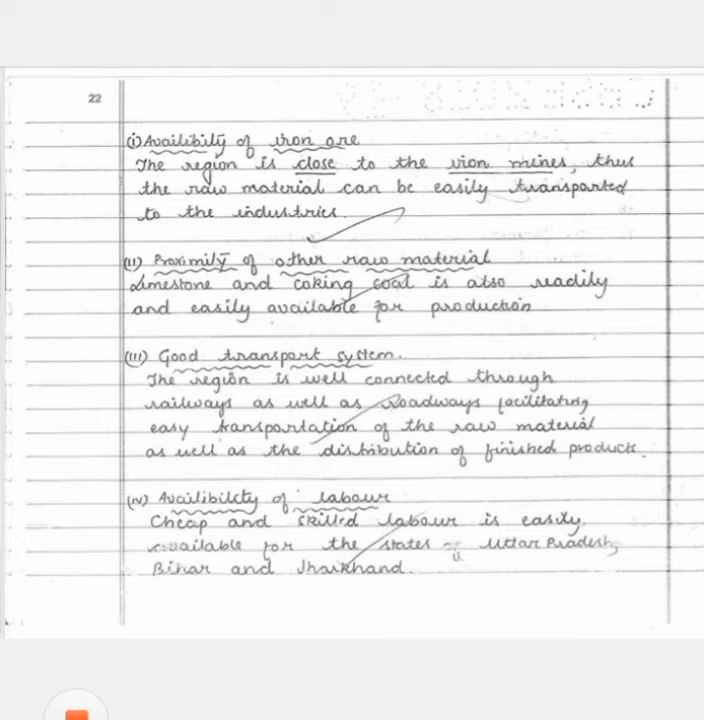 22
(i) Availibity of iron ore
The region is close to the iron mines, thus
the raw material can be easily transported
to the industries.
(II) Proximity of other raw material
Limestone and coking coal is also readily
and easily available for production
(III) Good transport system.
The region is well connected through
railways as well as roadways facilitating
easy transportation of the raw material
as well as the distribution of finished products.
(IV) Availibilcty of labour
Cheap and skilled labour is easily
available for the states Uttar Pradesh,
Bihar and Jharkhand.